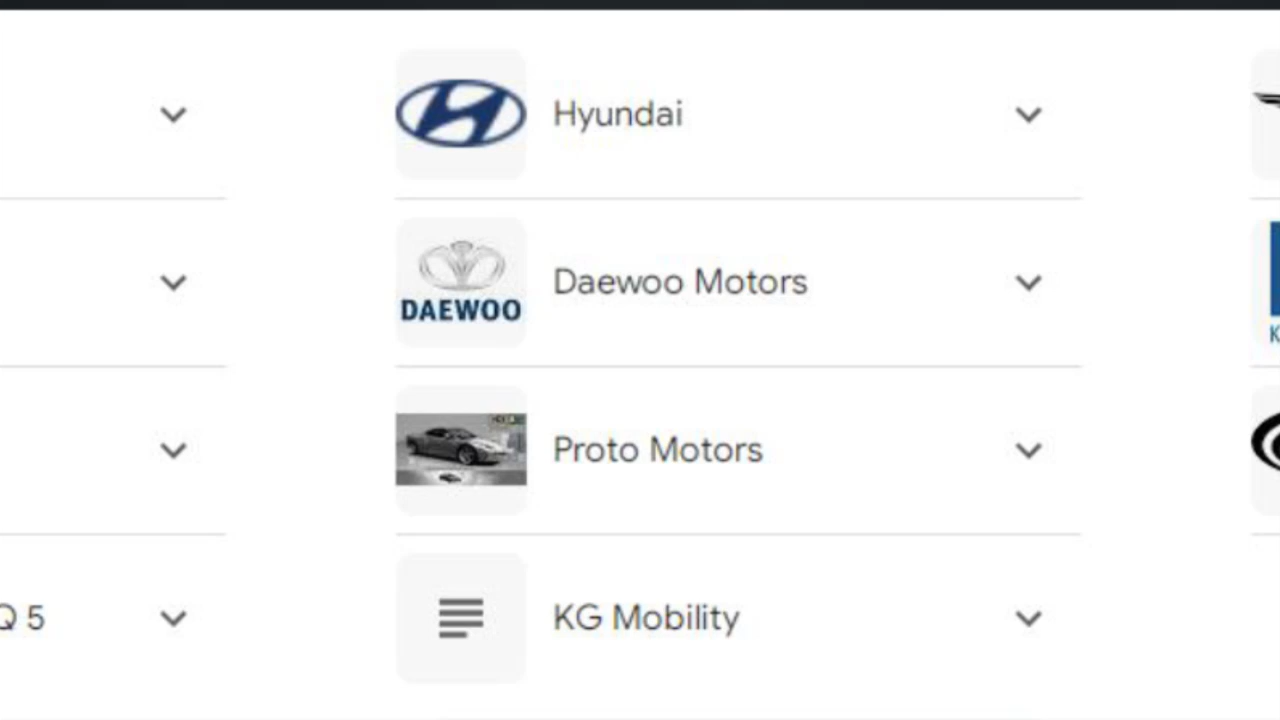 Hyundai
DAEWOO
Daewoo Motors
Proto Motors
Q 5
KG Mobility
K